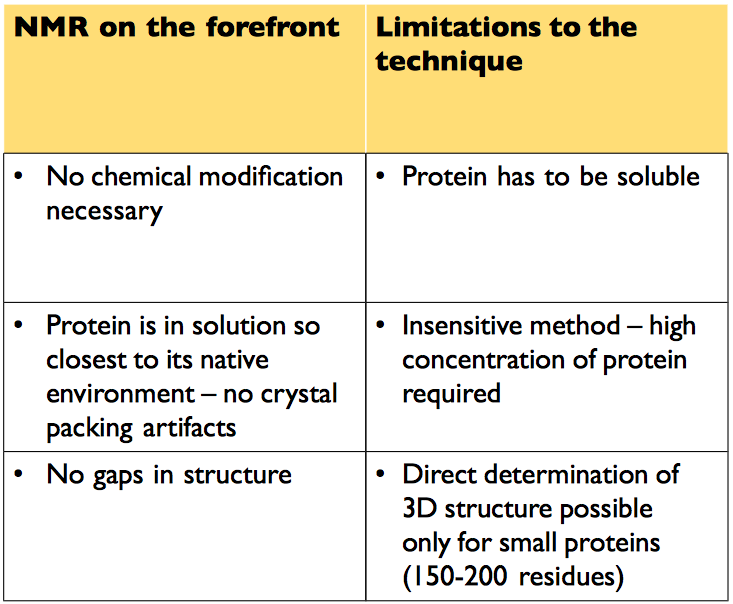 NMR on the forefront
Limitations to the
technique
• No chemical modification
necessary
• Protein has to be soluble
• Protein is in solution so
closest to its native
environment – no crystal
packing artifacts
• Insensitive method – high
concentration of protein
required
• No gaps in structure
• Direct determination of
3D structure possible
only for small proteins
(150-200 residues)